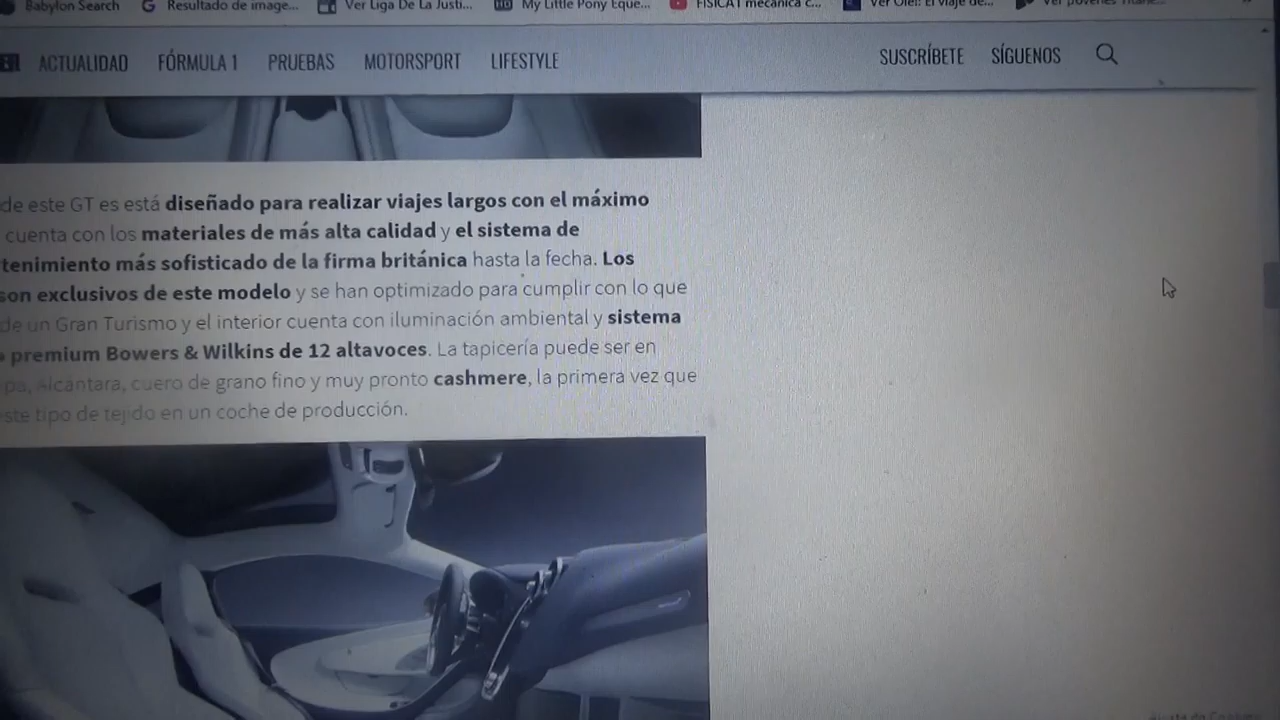 Babylon Search Resultado de image... Ver Liga De La Justi... HD My Little Pony Eque... FISICA I mecánica c... Ver Olé! El viaje de...
ACTUALIDAD FÓRMULA 1 PRUEBAS MOTORSPORT LIFESTYLE SUSCRÍBETE SÍGUENOS
de este GT es está diseñado para realizar viajes largos con el máximo
cuenta con los materiales de más alta calidad y el sistema de
tenimiento más sofisticado de la firma británica hasta la fecha. Los
son exclusivos de este modelo y se han optimizado para cumplir con lo que
de un Gran Turismo y el interior cuenta con iluminación ambiental y sistema
premium Bowers & Wilkins de 12 altavoces. La tapicería puede ser en
pa, Alcántara, cuero de grano fino y muy pronto cashmere, la primera vez que
ste tipo de tejido en un coche de producción.